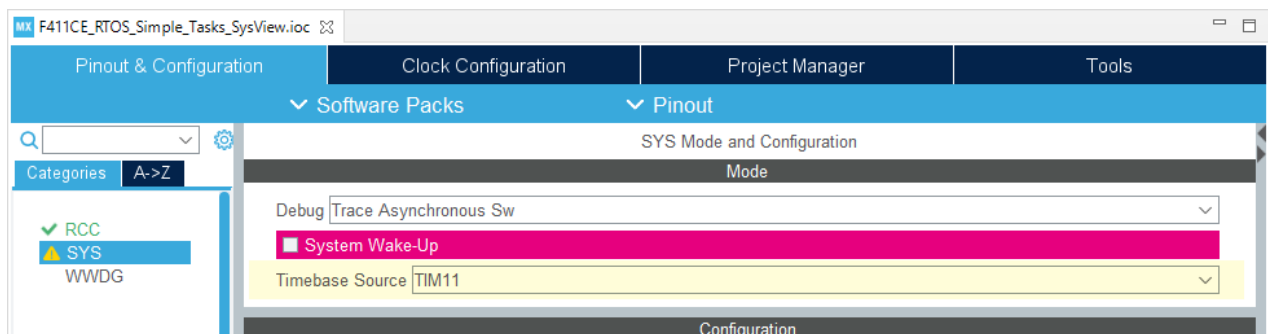 MX F411CE_RTOS_Simple_Tasks_SysView.ioc
Pinout & Configuration Clock Configuration Project Manager Tools
Software Packs Pinout
SYS Mode and Configuration
Categories A->Z
Mode
Debug Trace Asynchronous Sw
RCC
System Wake-Up
SYS
WWDG
Timebase Source TIM11
Configuration